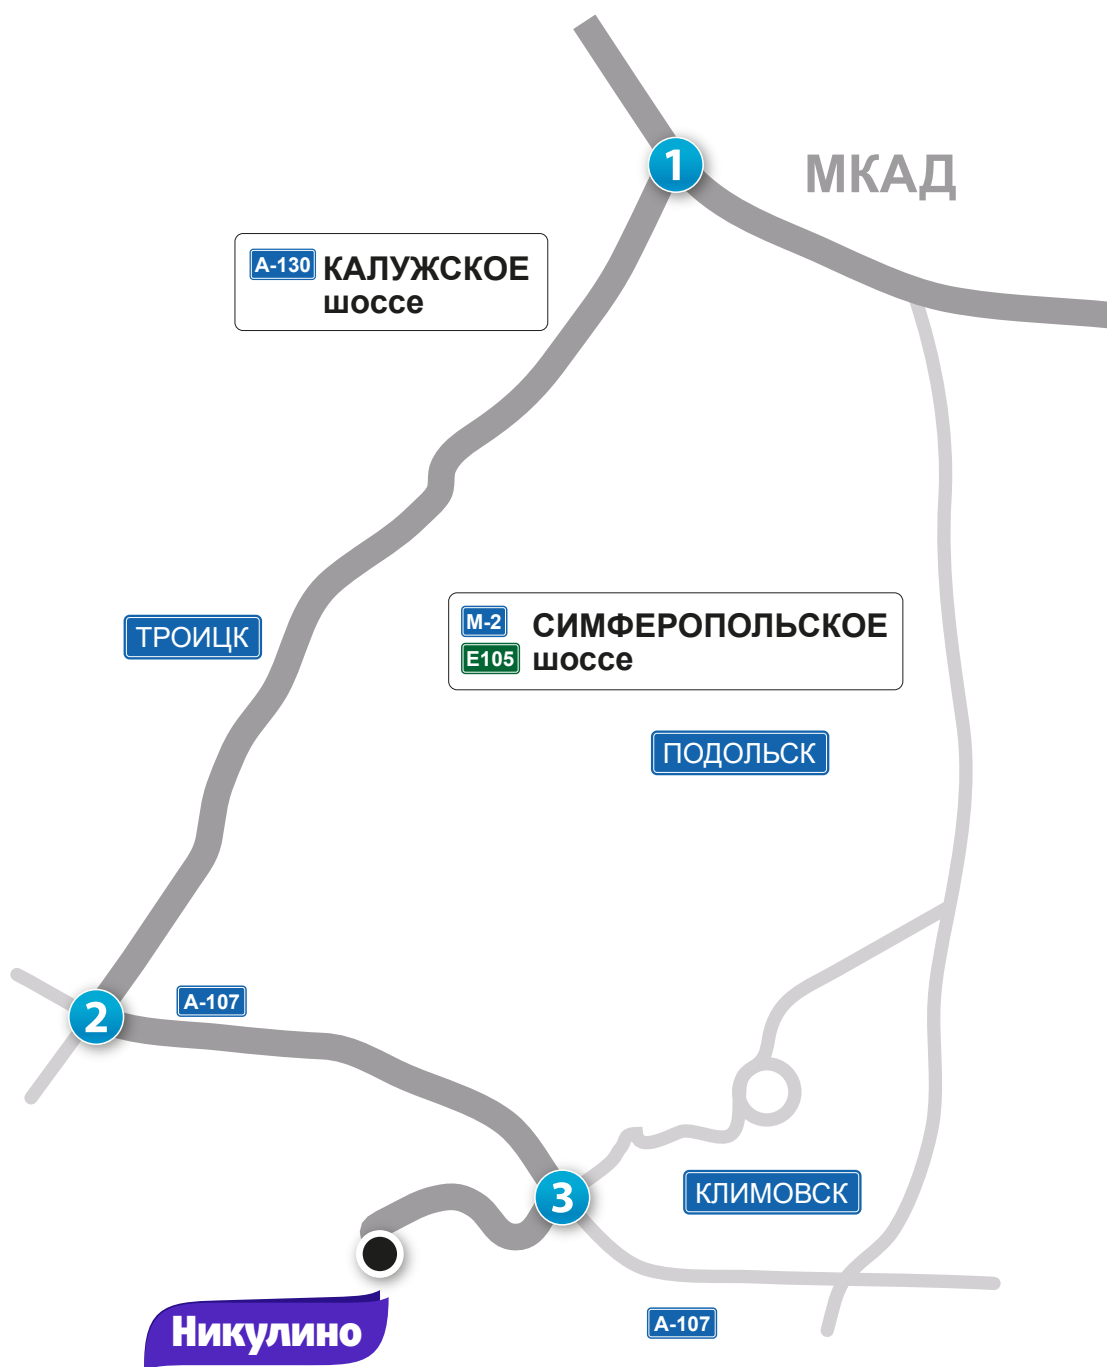 1
МКАД
А-130 КАЛУЖСКОЕ
шоссе
М-2 СИМФЕРОПОЛЬСКОЕ
Е105 шоссе
ТРОИЦК
ПОДОЛЬСК
А-107
2
3
КЛИМОВСК
А-107
Никулино